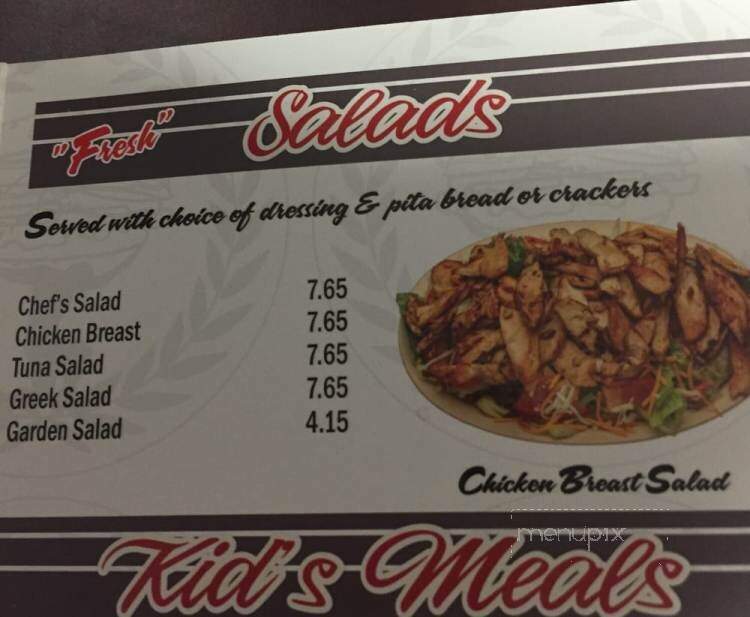 "Fresh" Salads
Served with choice of dressing & pita bread or crackers
Chef's Salad 7.65
Chicken Breast 7.65
Tuna Salad 7.65
Greek Salad 7.65
Garden Salad 4.15
Chicken Breast Salad
menupix
Kid's Meals